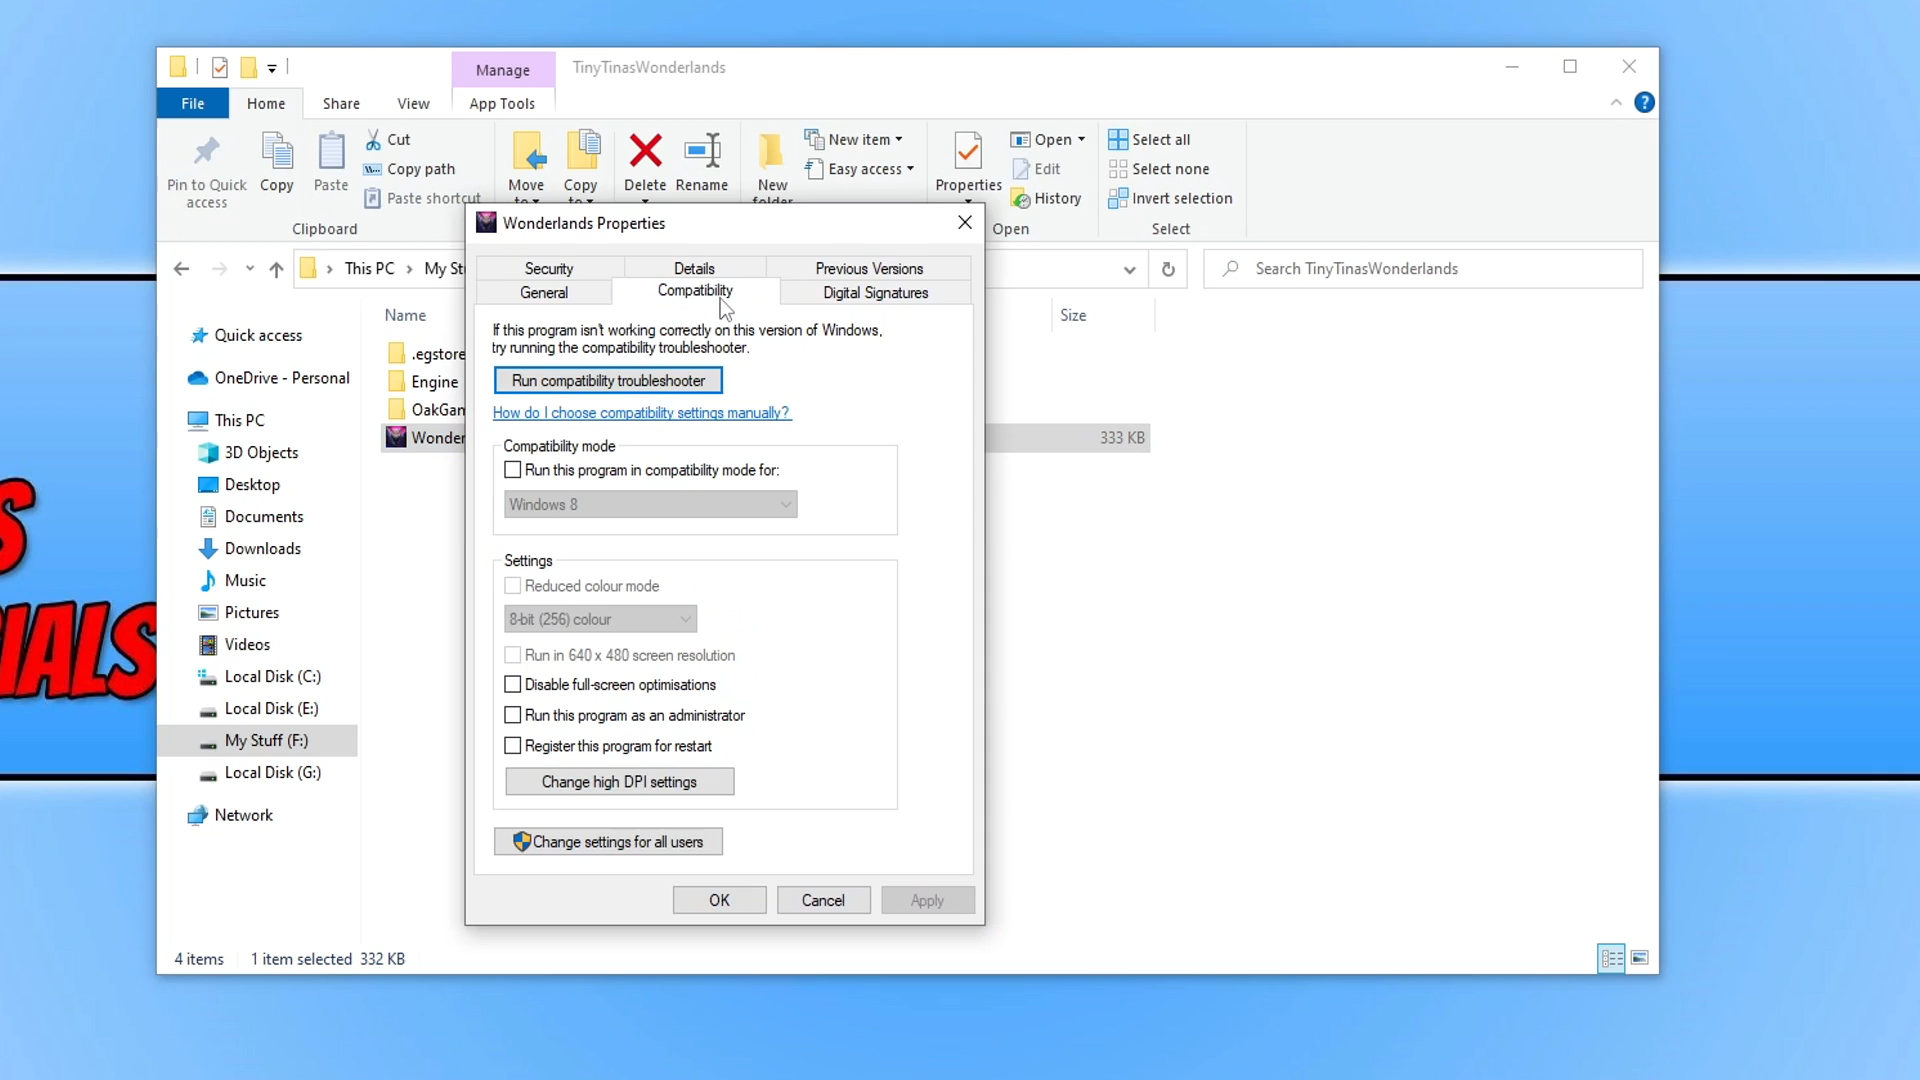 Manage
TinyTinasWonderlands
File
Home
Share
View
App Tools
Pin to Quick
access
Copy
Paste
Cut
Copy path
Paste shortcut
Clipboard
Move
to
Copy
to
Delete
Rename
New
folder
New item
Easy access
Properties
Open
Edit
History
Open
Select all
Select none
Invert selection
Select
This PC
My St
Search TinyTinasWonderlands
Name
Size
Quick access
OneDrive - Personal
This PC
3D Objects
Desktop
Documents
Downloads
Music
Pictures
Videos
Local Disk (C:)
Local Disk (E:)
My Stuff (F:)
Local Disk (G:)
Network
.egstore
Engine
OakGam
Wonder
333 KB
Wonderlands Properties
Security
Details
Previous Versions
General
Compatibility
Digital Signatures
If this program isn't working correctly on this version of Windows,
try running the compatibility troubleshooter.
Run compatibility troubleshooter
How do I choose compatibility settings manually?
Compatibility mode
Run this program in compatibility mode for:
Windows 8
Settings
Reduced colour mode
8-bit (256) colour
Run in 640 x 480 screen resolution
Disable full-screen optimisations
Run this program as an administrator
Register this program for restart
Change high DPI settings
Change settings for all users
OK
Cancel
Apply
4 items
1 item selected 332 KB
S
IALS